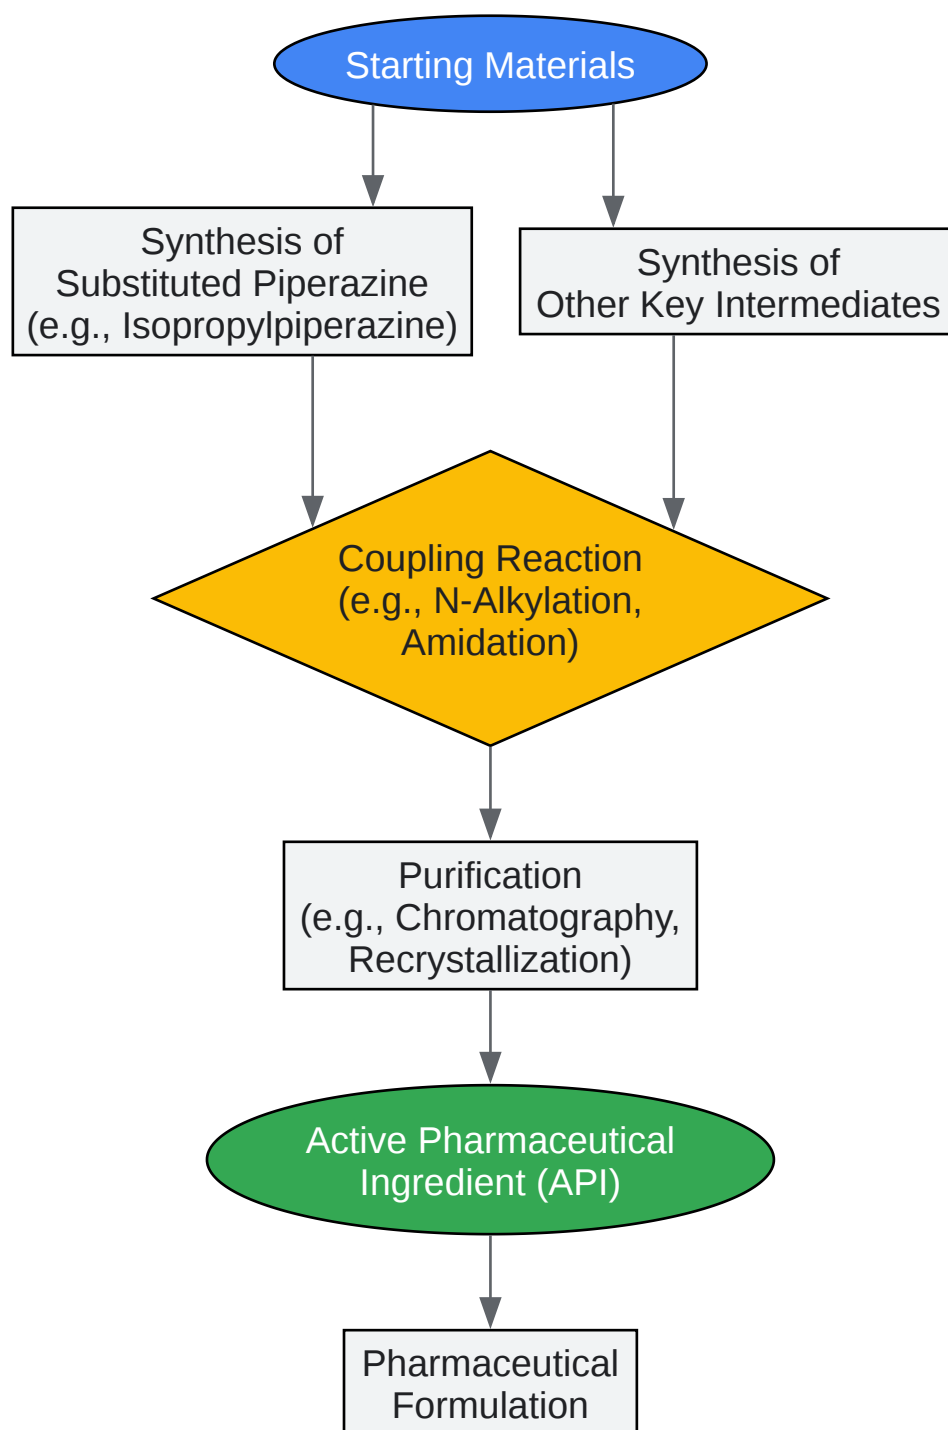 Starting Materials
Synthesis of
Substituted Piperazine
(e.g., Isopropylpiperazine)
Synthesis of
Other Key Intermediates
Coupling Reaction
(e.g., N-Alkylation,
Amidation)
Purification
(e.g., Chromatography,
Recrystallization)
Active Pharmaceutical
Ingredient (API)
Pharmaceutical
Formulation